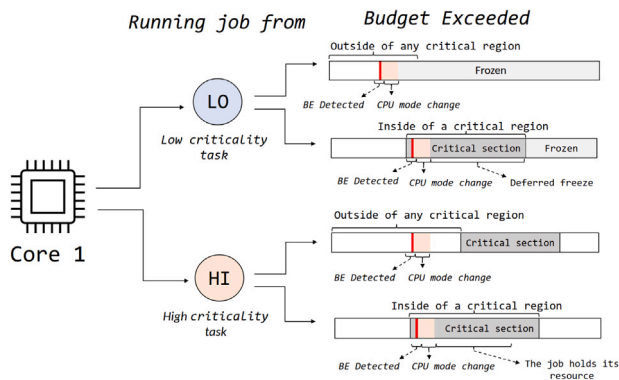 Running job from
Budget Exceeded
Core 1
LO
Low criticality
task
HI
High criticality
task
Outside of any critical region
Frozen
BE Detected
CPU mode change
Inside of a critical region
Critical section
Frozen
BE Detected
CPU mode change
Deferred freeze
Outside of any critical region
Critical section
BE Detected
CPU mode change
Inside of a critical region
Critical section
BE Detected
CPU mode change
The job holds its
resource